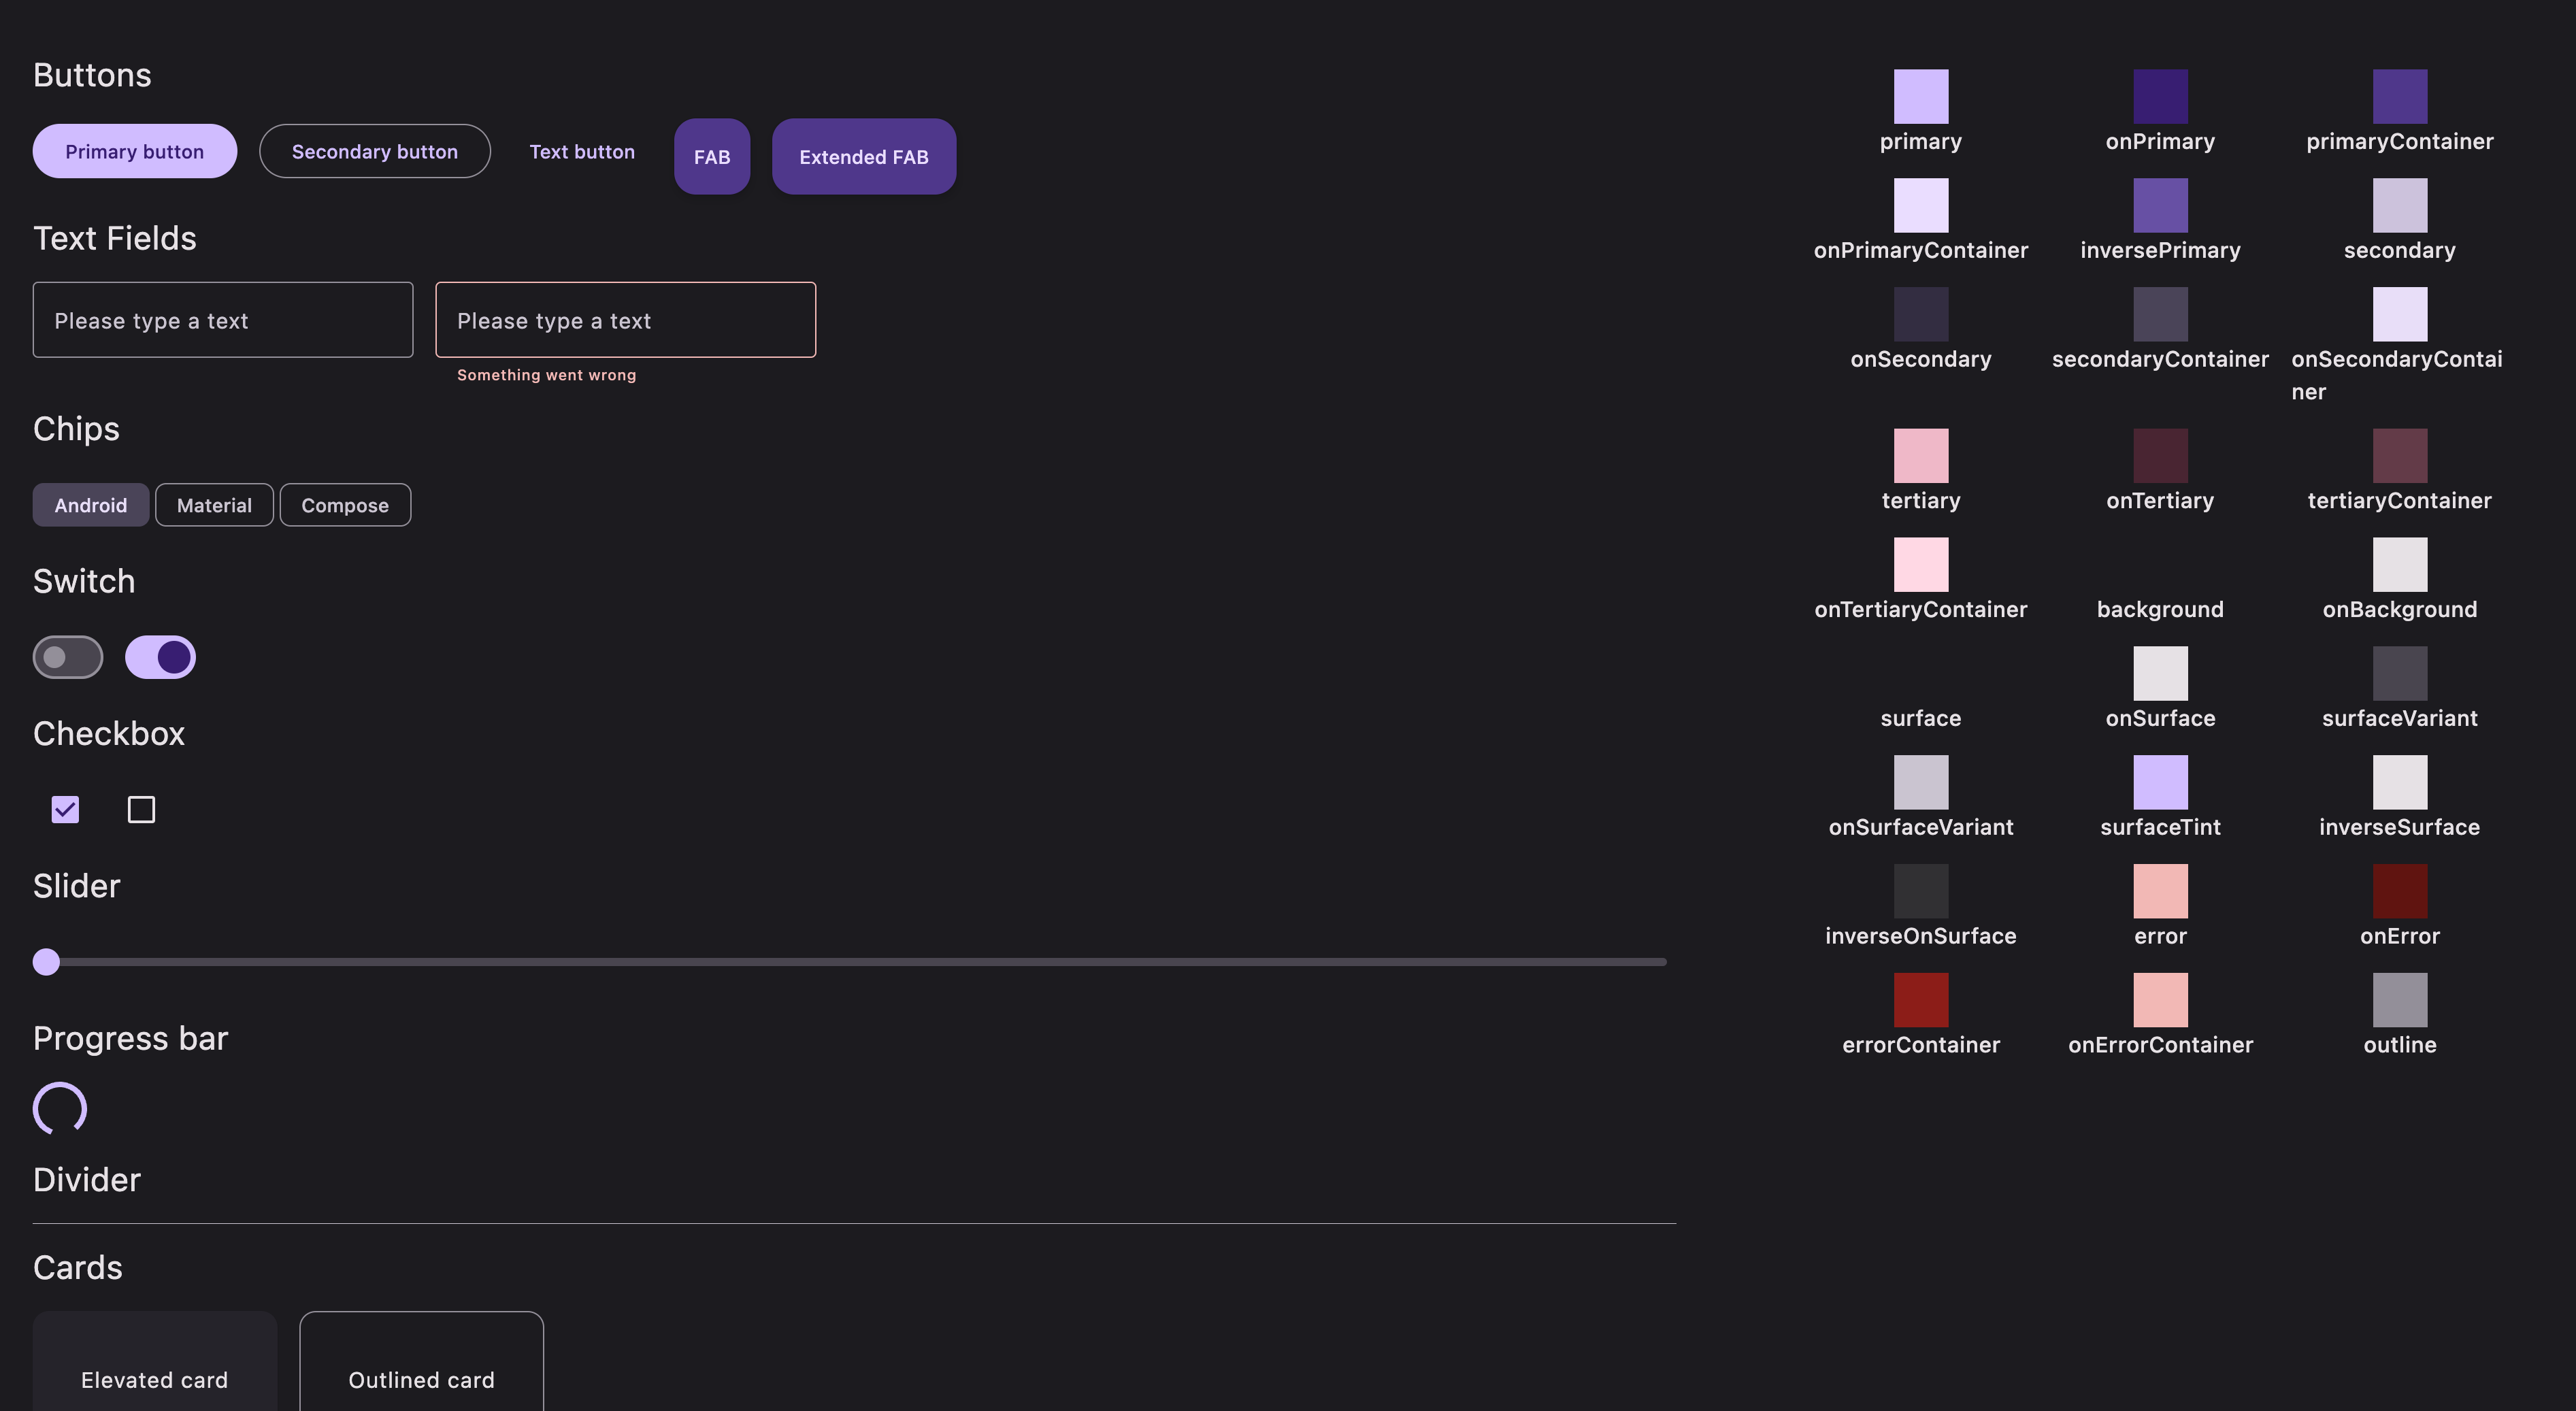 Buttons
Primary button Secondary button Text button FAB Extended FAB
Text Fields
Please type a text Please type a text
Something went wrong
Chips
Android Material Compose
Switch
Checkbox
Slider
Progress bar
Divider
Cards
Elevated card Outlined card
primary onPrimary primaryContainer
onPrimaryContainer inversePrimary secondary
onSecondary secondaryContainer onSecondaryContai
ner
tertiary onTertiary tertiaryContainer
onTertiaryContainer background onBackground
surface onSurface surfaceVariant
onSurfaceVariant surfaceTint inverseSurface
inverseOnSurface error onError
errorContainer onErrorContainer outline